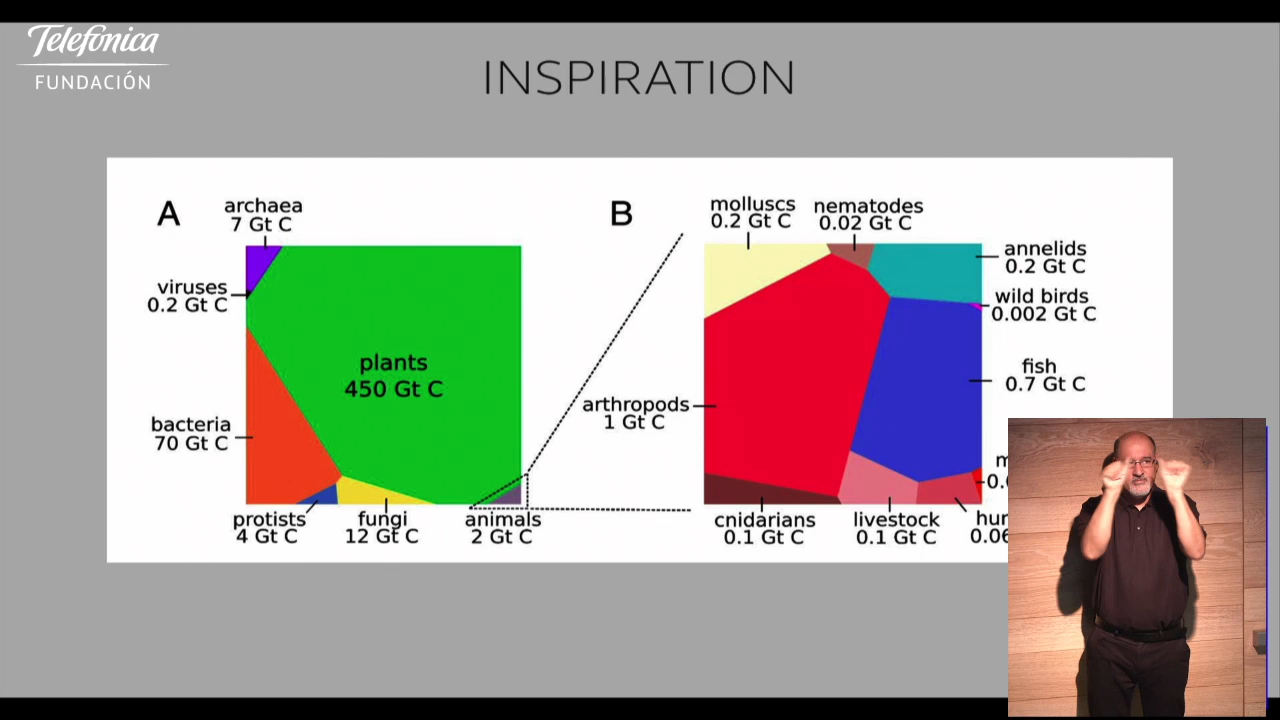 Telefónica
FUNDACIÓN
INSPIRATION
A
archaea
7 Gt C
viruses
0.2 Gt C
plants
450 Gt C
bacteria
70 Gt C
protists
4 Gt C
fungi
12 Gt C
animals
2 Gt C
B
molluscs
0.2 Gt C
nematodes
0.02 Gt C
annelids
0.2 Gt C
wild birds
0.002 Gt C
fish
0.7 Gt C
arthropods
1 Gt C
cnidarians
0.1 Gt C
livestock
0.1 Gt C